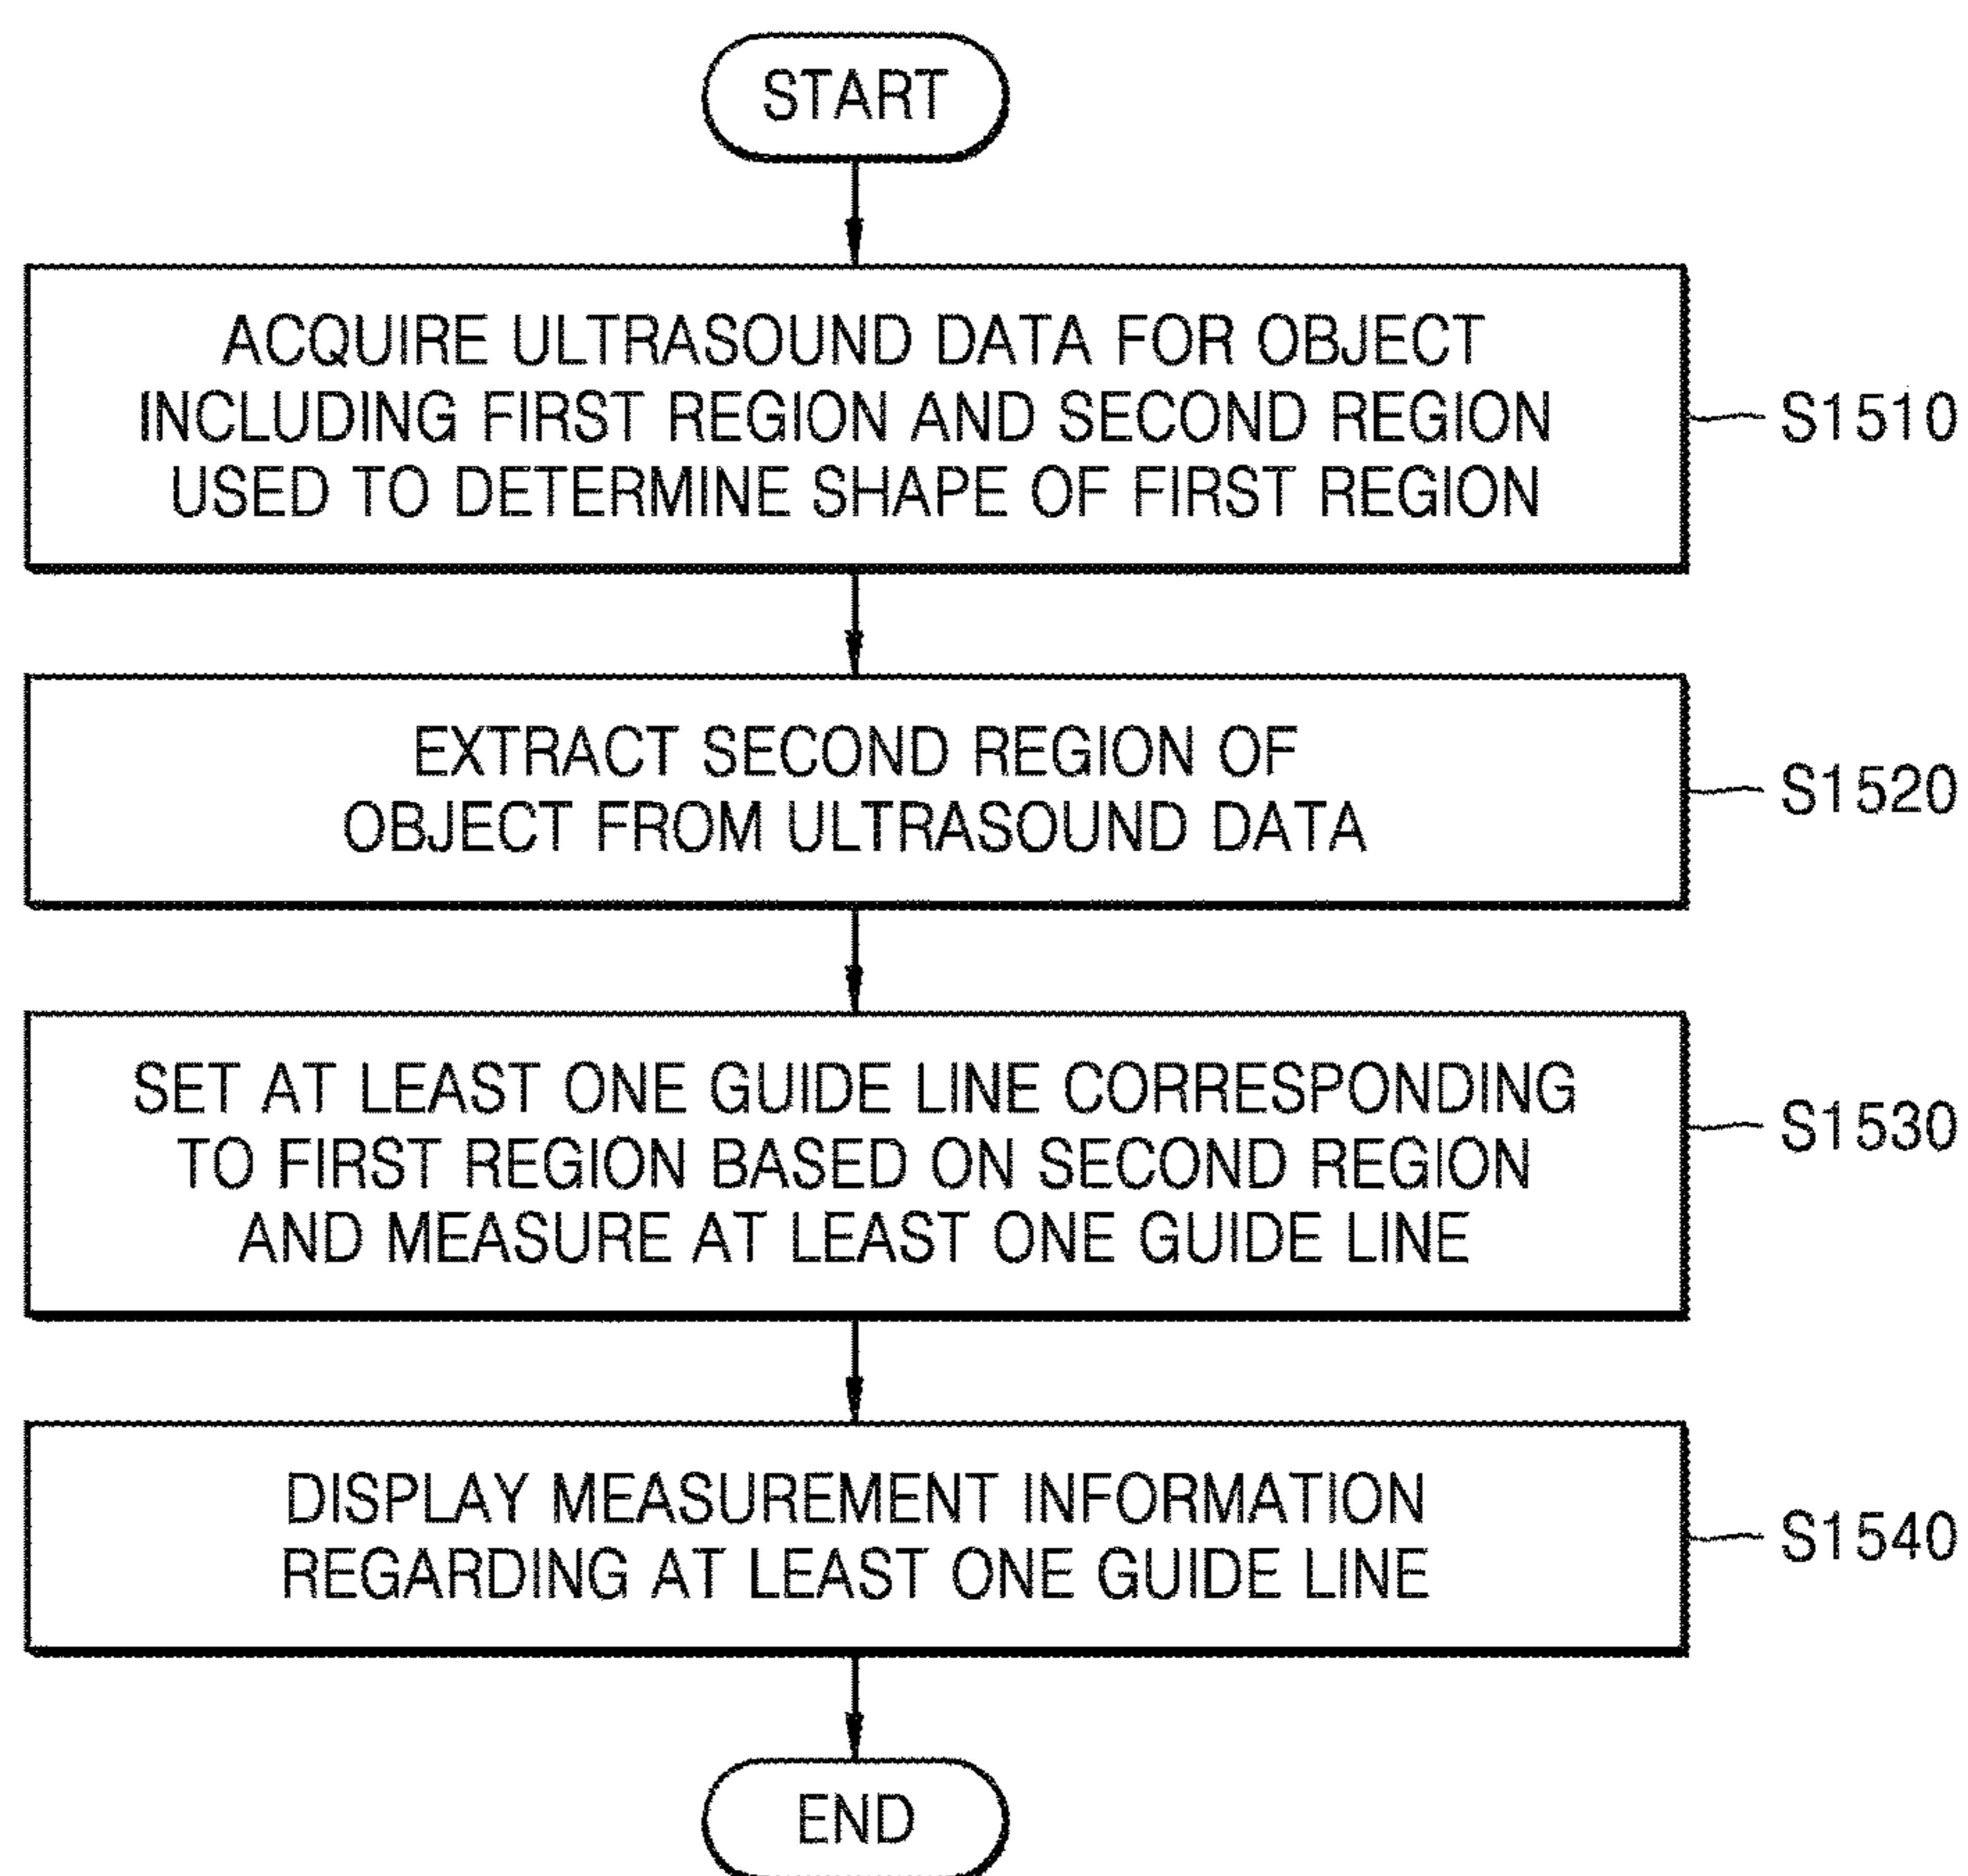 START
ACQUIRE ULTRASOUND DATA FOR OBJECT
INCLUDING FIRST REGION AND SECOND REGION
USED TO DETERMINE SHAPE OF FIRST REGION
S1510
EXTRACT SECOND REGION OF
OBJECT FROM ULTRASOUND DATA
S1520
SET AT LEAST ONE GUIDE LINE CORRESPONDING
TO FIRST REGION BASED ON SECOND REGION
AND MEASURE AT LEAST ONE GUIDE LINE
S1530
DISPLAY MEASUREMENT INFORMATION
REGARDING AT LEAST ONE GUIDE LINE
S1540
END